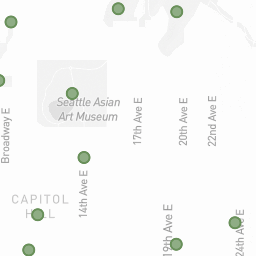 Seattle Asian
Art Museum
Broadway E
17th Ave E
20th Ave E
22nd Ave E
14th Ave E
CAPITOL
HILL
19th Ave E
24th Ave E